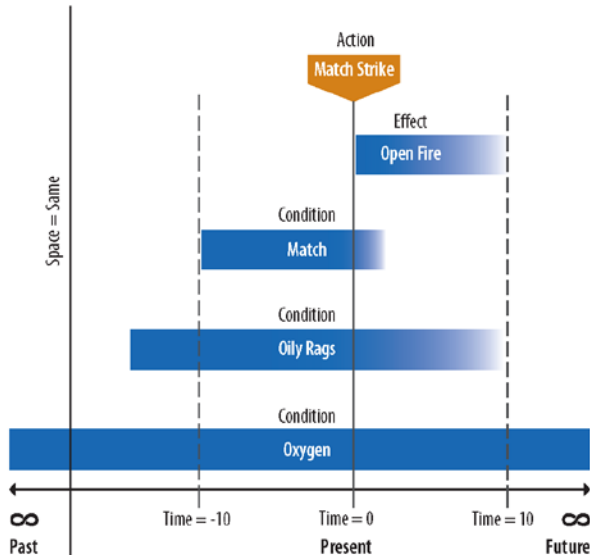 Action
Match Strike
Effect
Open Fire
Space = Same
Condition
Match
Condition
Oily Rags
Condition
Oxygen
∞ Time = -10 Time = 0 Time = 10 ∞
Past Present Future